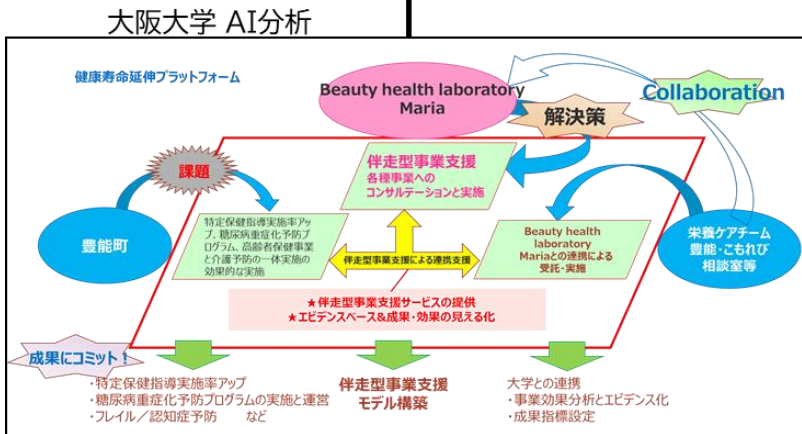 大阪大学 AI分析
健康寿命延伸プラットフォーム
Beauty health laboratory
Maria
Collaboration
解決策
課題
伴走型事業支援
各種事業への
コンサルテーションと実施
豊能町
特定保健指導実施率アッ
プ、糖尿病重症化予防プ
ログラム、高齢者保健事業
と介護予防の一体実施の
効果的な実施
伴走型事業支援による連携支援
Beauty health
laboratory
Mariaとの連携による
受託・実施
栄養ケアチーム
豊能・こもれび
相談室等
★伴走型事業支援サービスの提供
★エビデンスベース&成果・効果の見える化
成果にコミット！
・特定保健指導実施率アップ
・糖尿病重症化予防プログラムの実施と運営
・フレイル／認知症予防　など
伴走型事業支援
モデル構築
大学との連携
・事業効果分析とエビデンス化
・成果指標設定